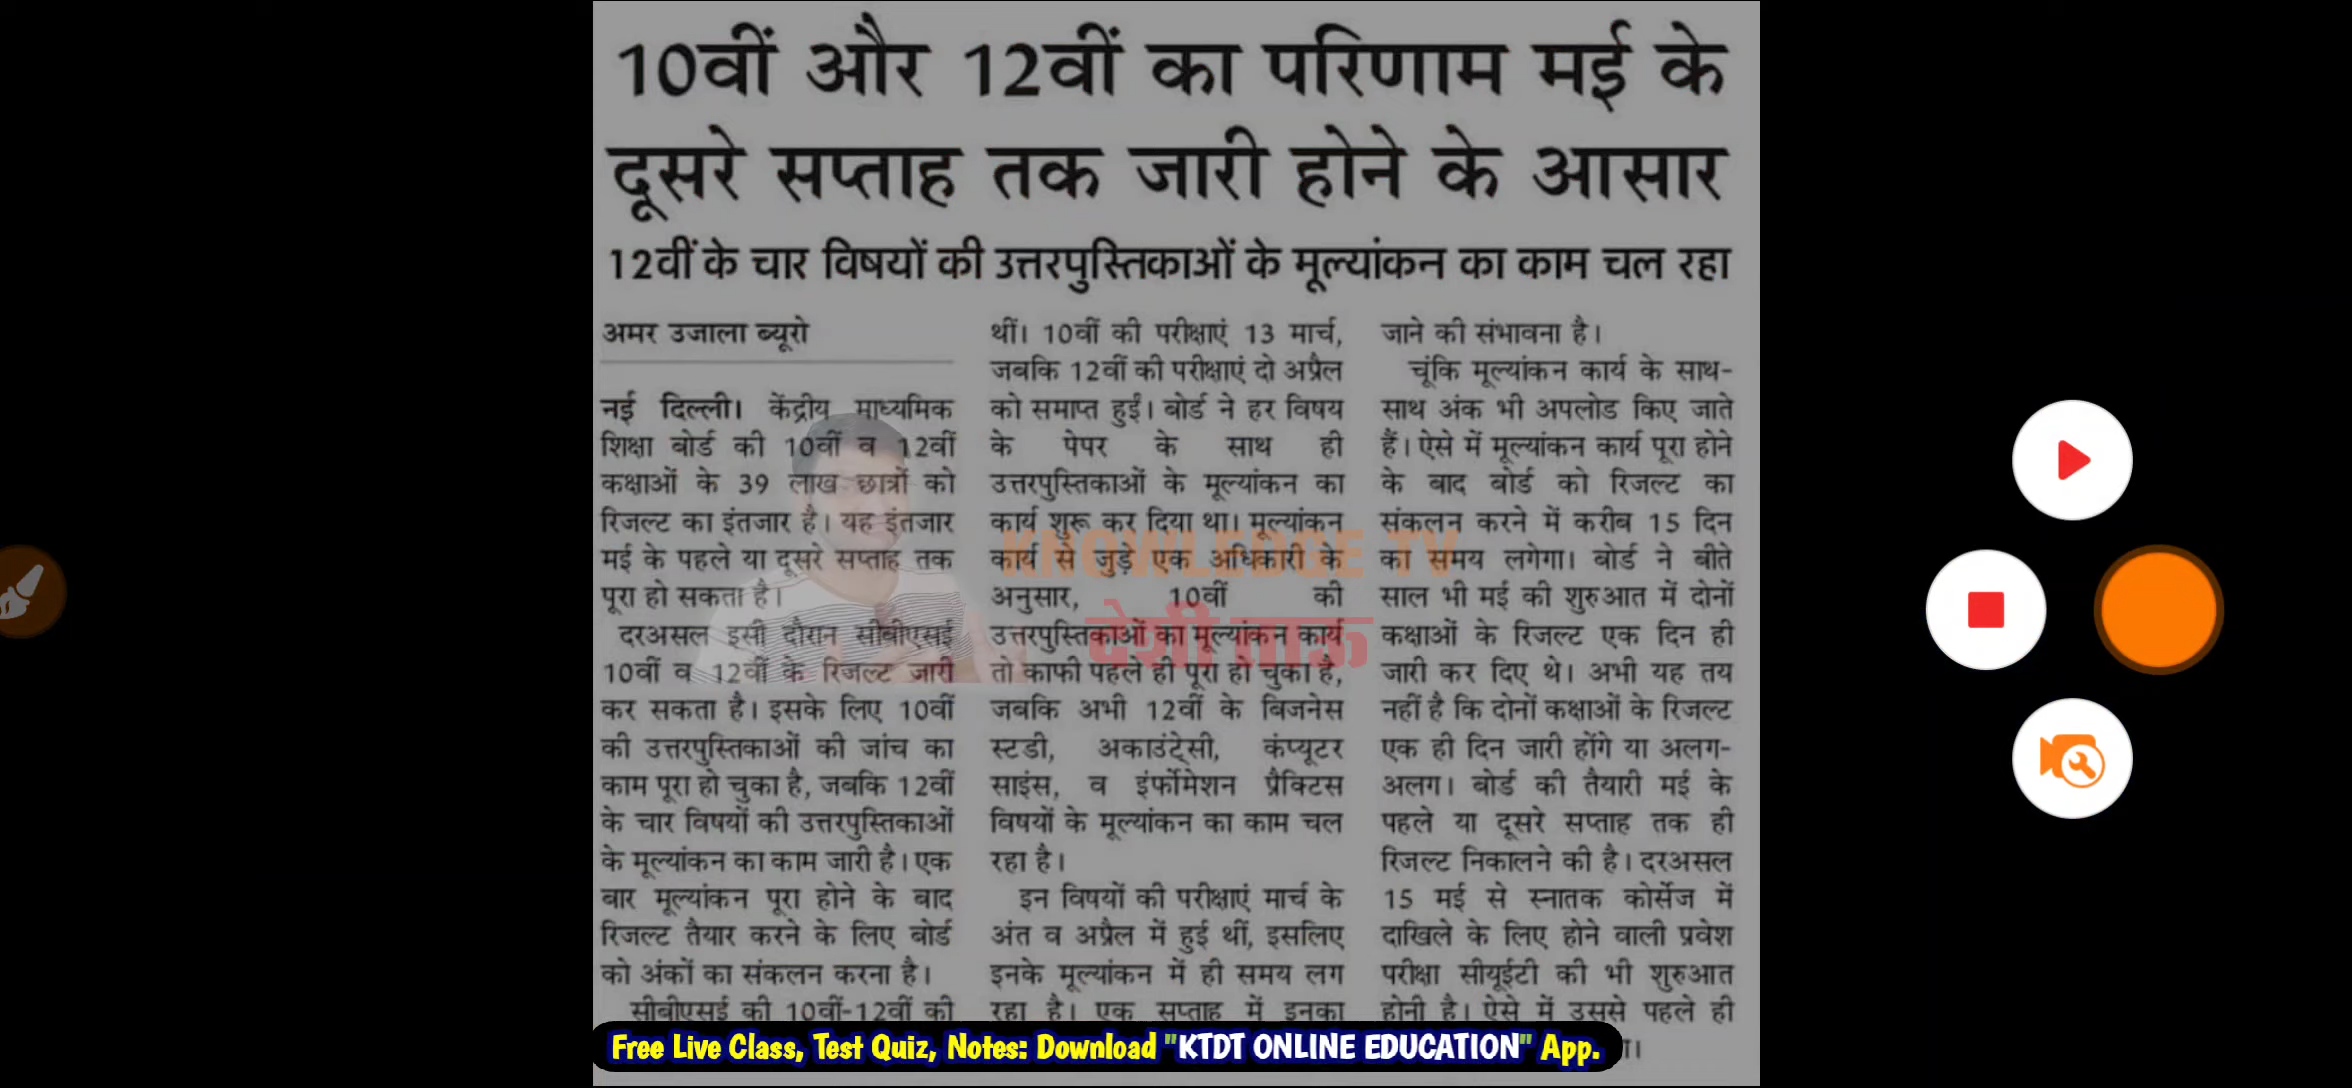 10वीं और 12वीं का परिणाम मई के
दूसरे सप्ताह तक जारी होने के आसार
12वीं के चार विषयों की उत्तरपुस्तिकाओं के मूल्यांकन का काम चल रहा
अमर उजाला ब्यूरो
नई दिल्ली। केंद्रीय माध्यमिक
शिक्षा बोर्ड की 10वीं व 12वीं
कक्षाओं के 39 लाख छात्रों को
रिजल्ट का इंतजार है। यह इंतजार
मई के पहले या दूसरे सप्ताह तक
पूरा हो सकता है।
दरअसल इसी दौरान सीबीएसई
10वीं व 12वीं के रिजल्ट जारी
कर सकता है। इसके लिए 10वीं
की उत्तरपुस्तिकाओं की जांच का
काम पूरा हो चुका है, जबकि 12वीं
के चार विषयों की उत्तरपुस्तिकाओं
के मूल्यांकन का काम जारी है। एक
बार मूल्यांकन पूरा होने के बाद
रिजल्ट तैयार करने के लिए बोर्ड
को अंकों का संकलन करना है।
सीबीएसई की 10वीं-12वीं की
थीं। 10वीं की परीक्षाएं 13 मार्च,
जबकि 12वीं की परीक्षाएं दो अप्रैल
को समाप्त हुईं। बोर्ड ने हर विषय
के पेपर के साथ ही
उत्तरपुस्तिकाओं के मूल्यांकन का
कार्य शुरू कर दिया था। मूल्यांकन
कार्य से जुड़े एक अधिकारी के
अनुसार, 10वीं की
उत्तरपुस्तिकाओं का मूल्यांकन कार्य
तो काफी पहले ही पूरा हो चुका है,
जबकि अभी 12वीं के बिजनेस
स्टडी, अकाउंट्रेसी, कंप्यूटर
साइंस, व इंर्फोमेशन प्रैक्टिस
विषयों के मूल्यांकन का काम चल
रहा है।
इन विषयों की परीक्षाएं मार्च के
अंत व अप्रैल में हुई थीं, इसलिए
इनके मूल्यांकन में ही समय लग
रहा है। एक सप्ताह में इनका
जाने की संभावना है।
चूंकि मूल्यांकन कार्य के साथ-
साथ अंक भी अपलोड किए जाते
हैं। ऐसे में मूल्यांकन कार्य पूरा होने
के बाद बोर्ड को रिजल्ट का
संकलन करने में करीब 15 दिन
का समय लगेगा। बोर्ड ने बीते
साल भी मई की शुरुआत में दोनों
कक्षाओं के रिजल्ट एक दिन ही
जारी कर दिए थे। अभी यह तय
नहीं है कि दोनों कक्षाओं के रिजल्ट
एक ही दिन जारी होंगे या अलग-
अलग। बोर्ड की तैयारी मई के
पहले या दूसरे सप्ताह तक ही
रिजल्ट निकालने की है। दरअसल
15 मई से स्नातक कोर्सेज में
दाखिले के लिए होने वाली प्रवेश
परीक्षा सीयूईटी की भी शुरुआत
होनी है। ऐसे में उससे पहले ही
KNOWLEDGE TV
देशी ताऊ
Free Live Class, Test Quiz, Notes: Download "KTDT ONLINE EDUCATION" App.